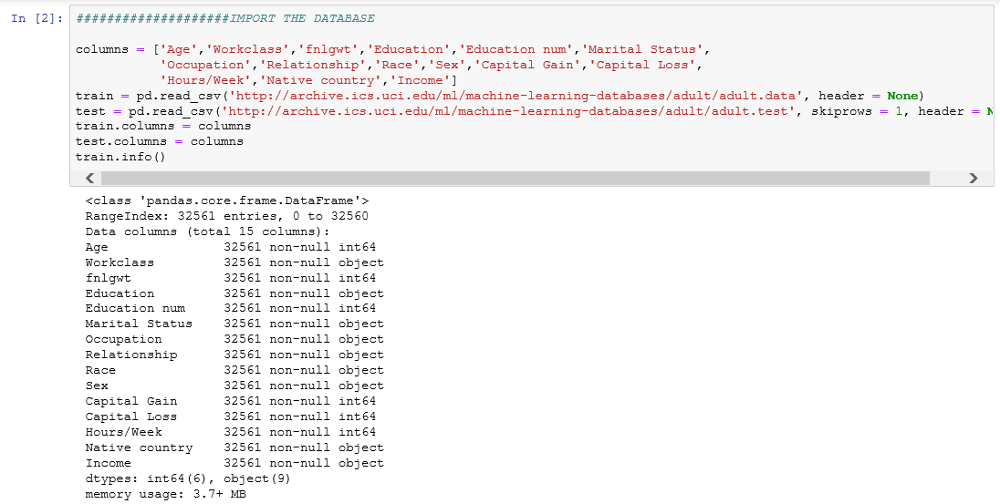 In [2]: ####################IMPORT THE DATABASE
columns = ['Age','Workclass','fnlgwt','Education','Education num','Marital Status',
'Occupation','Relationship','Race','Sex','Capital Gain','Capital Loss',
'Hours/Week','Native country','Income']
train = pd.read_csv('http://archive.ics.uci.edu/ml/machine-learning-databases/adult/adult.data', header = None)
test = pd.read_csv('http://archive.ics.uci.edu/ml/machine-learning-databases/adult/adult.test', skiprows = 1, header = N
train.columns = columns
test.columns = columns
train.info()
<class 'pandas.core.frame.DataFrame'>
RangeIndex: 32561 entries, 0 to 32560
Data columns (total 15 columns):
Age 32561 non-null int64
Workclass 32561 non-null object
fnlgwt 32561 non-null int64
Education 32561 non-null object
Education num 32561 non-null int64
Marital Status 32561 non-null object
Occupation 32561 non-null object
Relationship 32561 non-null object
Race 32561 non-null object
Sex 32561 non-null object
Capital Gain 32561 non-null int64
Capital Loss 32561 non-null int64
Hours/Week 32561 non-null int64
Native country 32561 non-null object
Income 32561 non-null object
dtypes: int64(6), object(9)
memory usage: 3.7+ MB